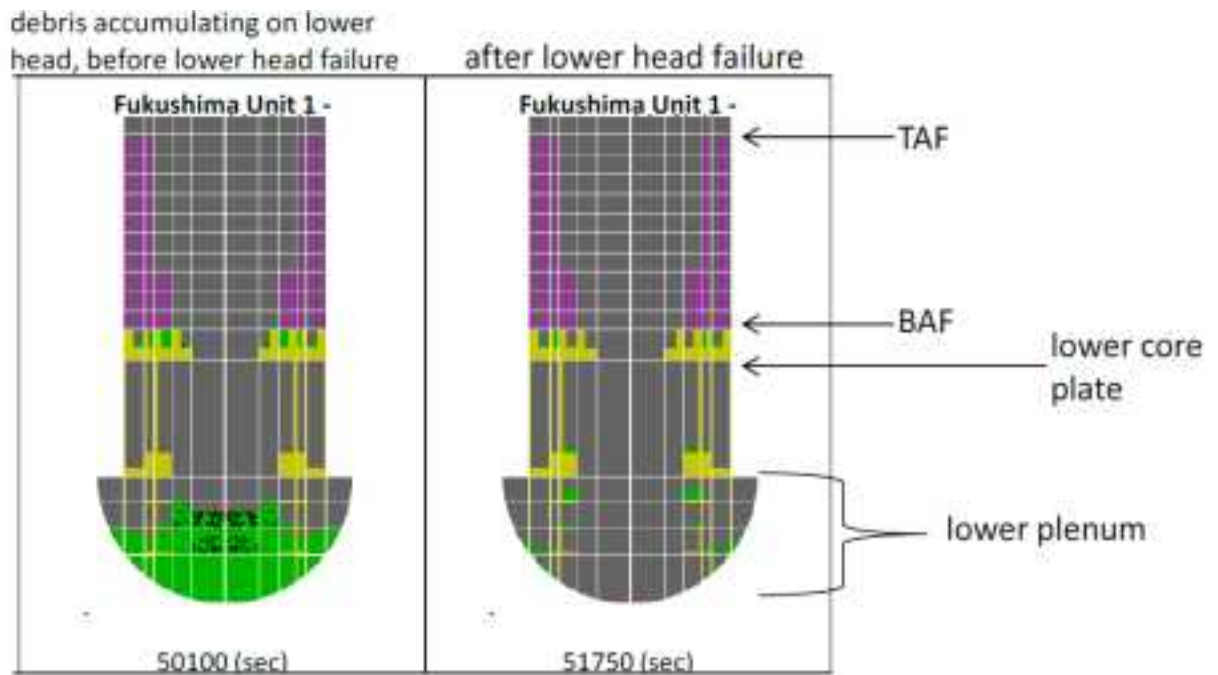 debris accumulating on lower
head, before lower head failure
after lower head failure
Fukushima Unit 1 -
Fukushima Unit 1 -
TAF
BAF
lower core
plate
lower plenum
50100 (sec)
51750 (sec)